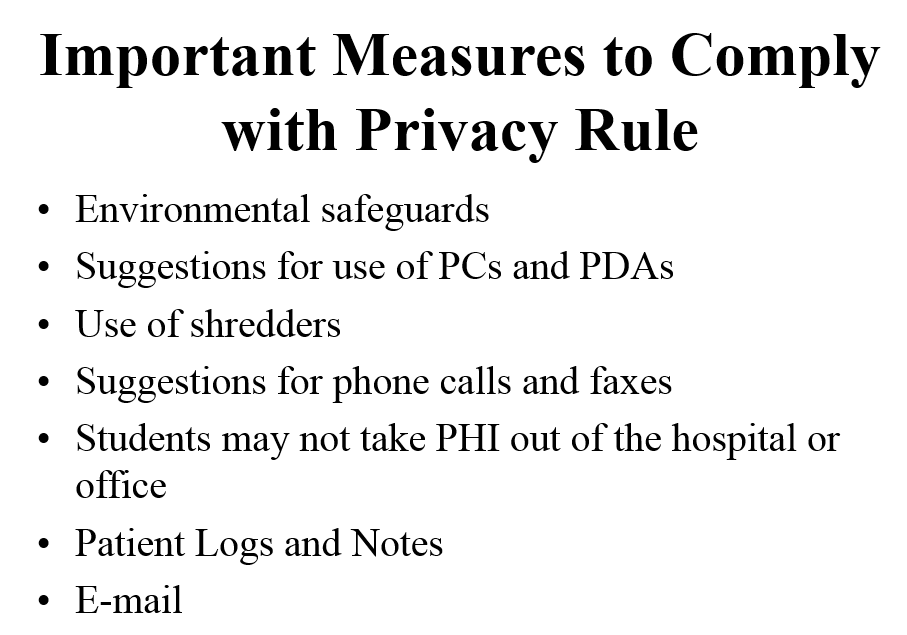 Important Measures to Comply
with Privacy Rule
• Environmental safeguards
• Suggestions for use of PCs and PDAs
• Use of shredders
• Suggestions for phone calls and faxes
• Students may not take PHI out of the hospital or
office
• Patient Logs and Notes
• E-mail